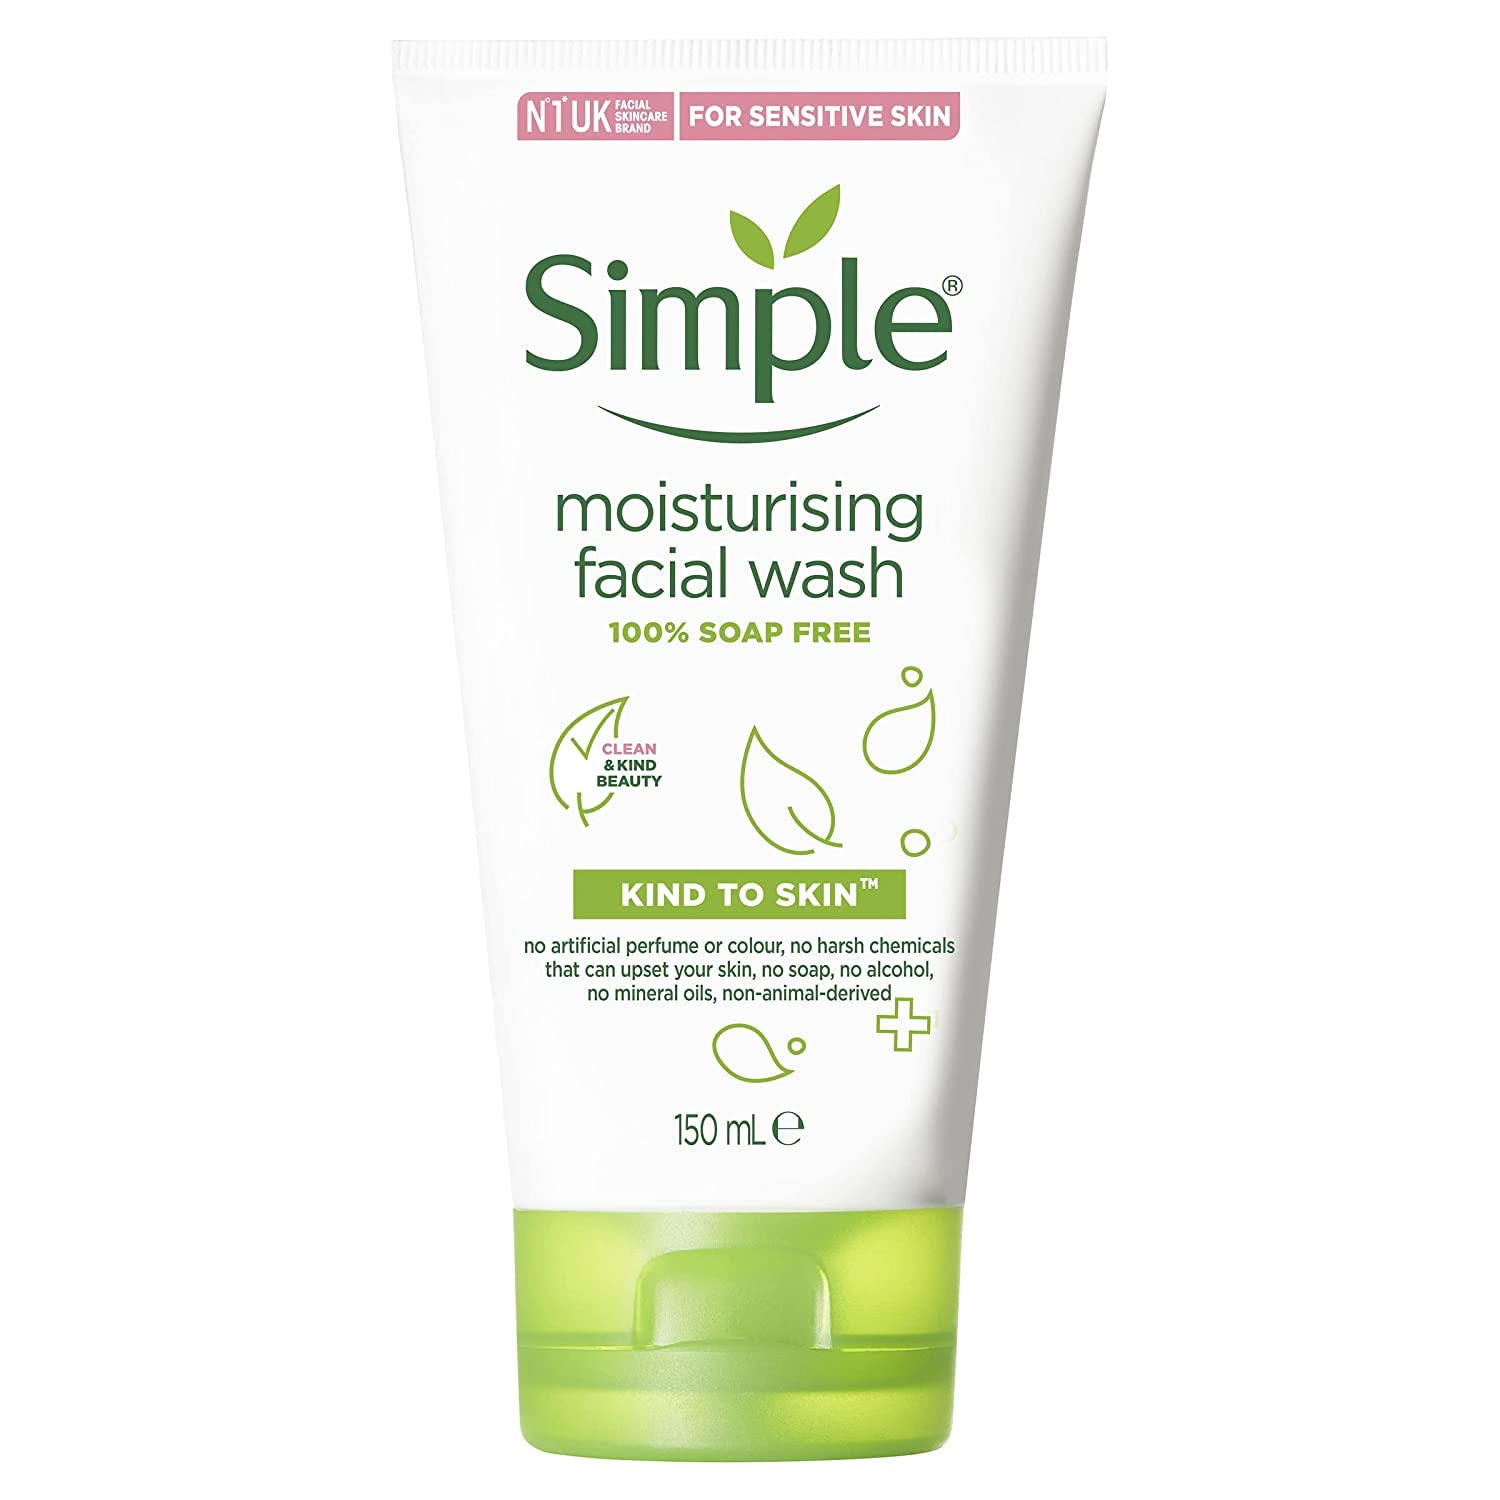 N°1* UK FACIAL SKINCARE BRAND FOR SENSITIVE SKIN
Simple®
moisturising
facial wash
100% SOAP FREE
CLEAN
& KIND
BEAUTY
KIND TO SKIN™
no artificial perfume or colour, no harsh chemicals
that can upset your skin, no soap, no alcohol,
no mineral oils, non-animal-derived
150 mL ℮